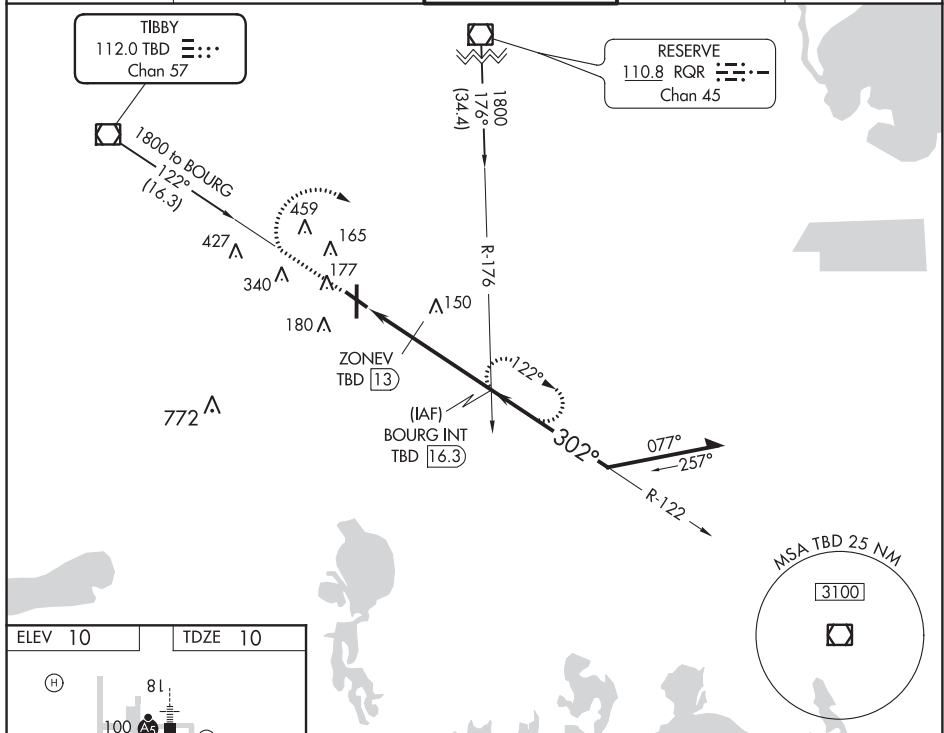 TIBBY
112.0 TBD
Chan 57
RESERVE
110.8 RQR
Chan 45
1800
176°
(34.4)
1800 to BOURG
122°
(16.3)
459
165
427
340
177
R-176
150
180
ZONEV
TBD 13
122°
772
(IAF)
BOURG INT
TBD 16.3
302°
077°
257°
R-122
MSA TBD 25 NM
3100
ELEV 10
TDZE 10
H
18
100
A5